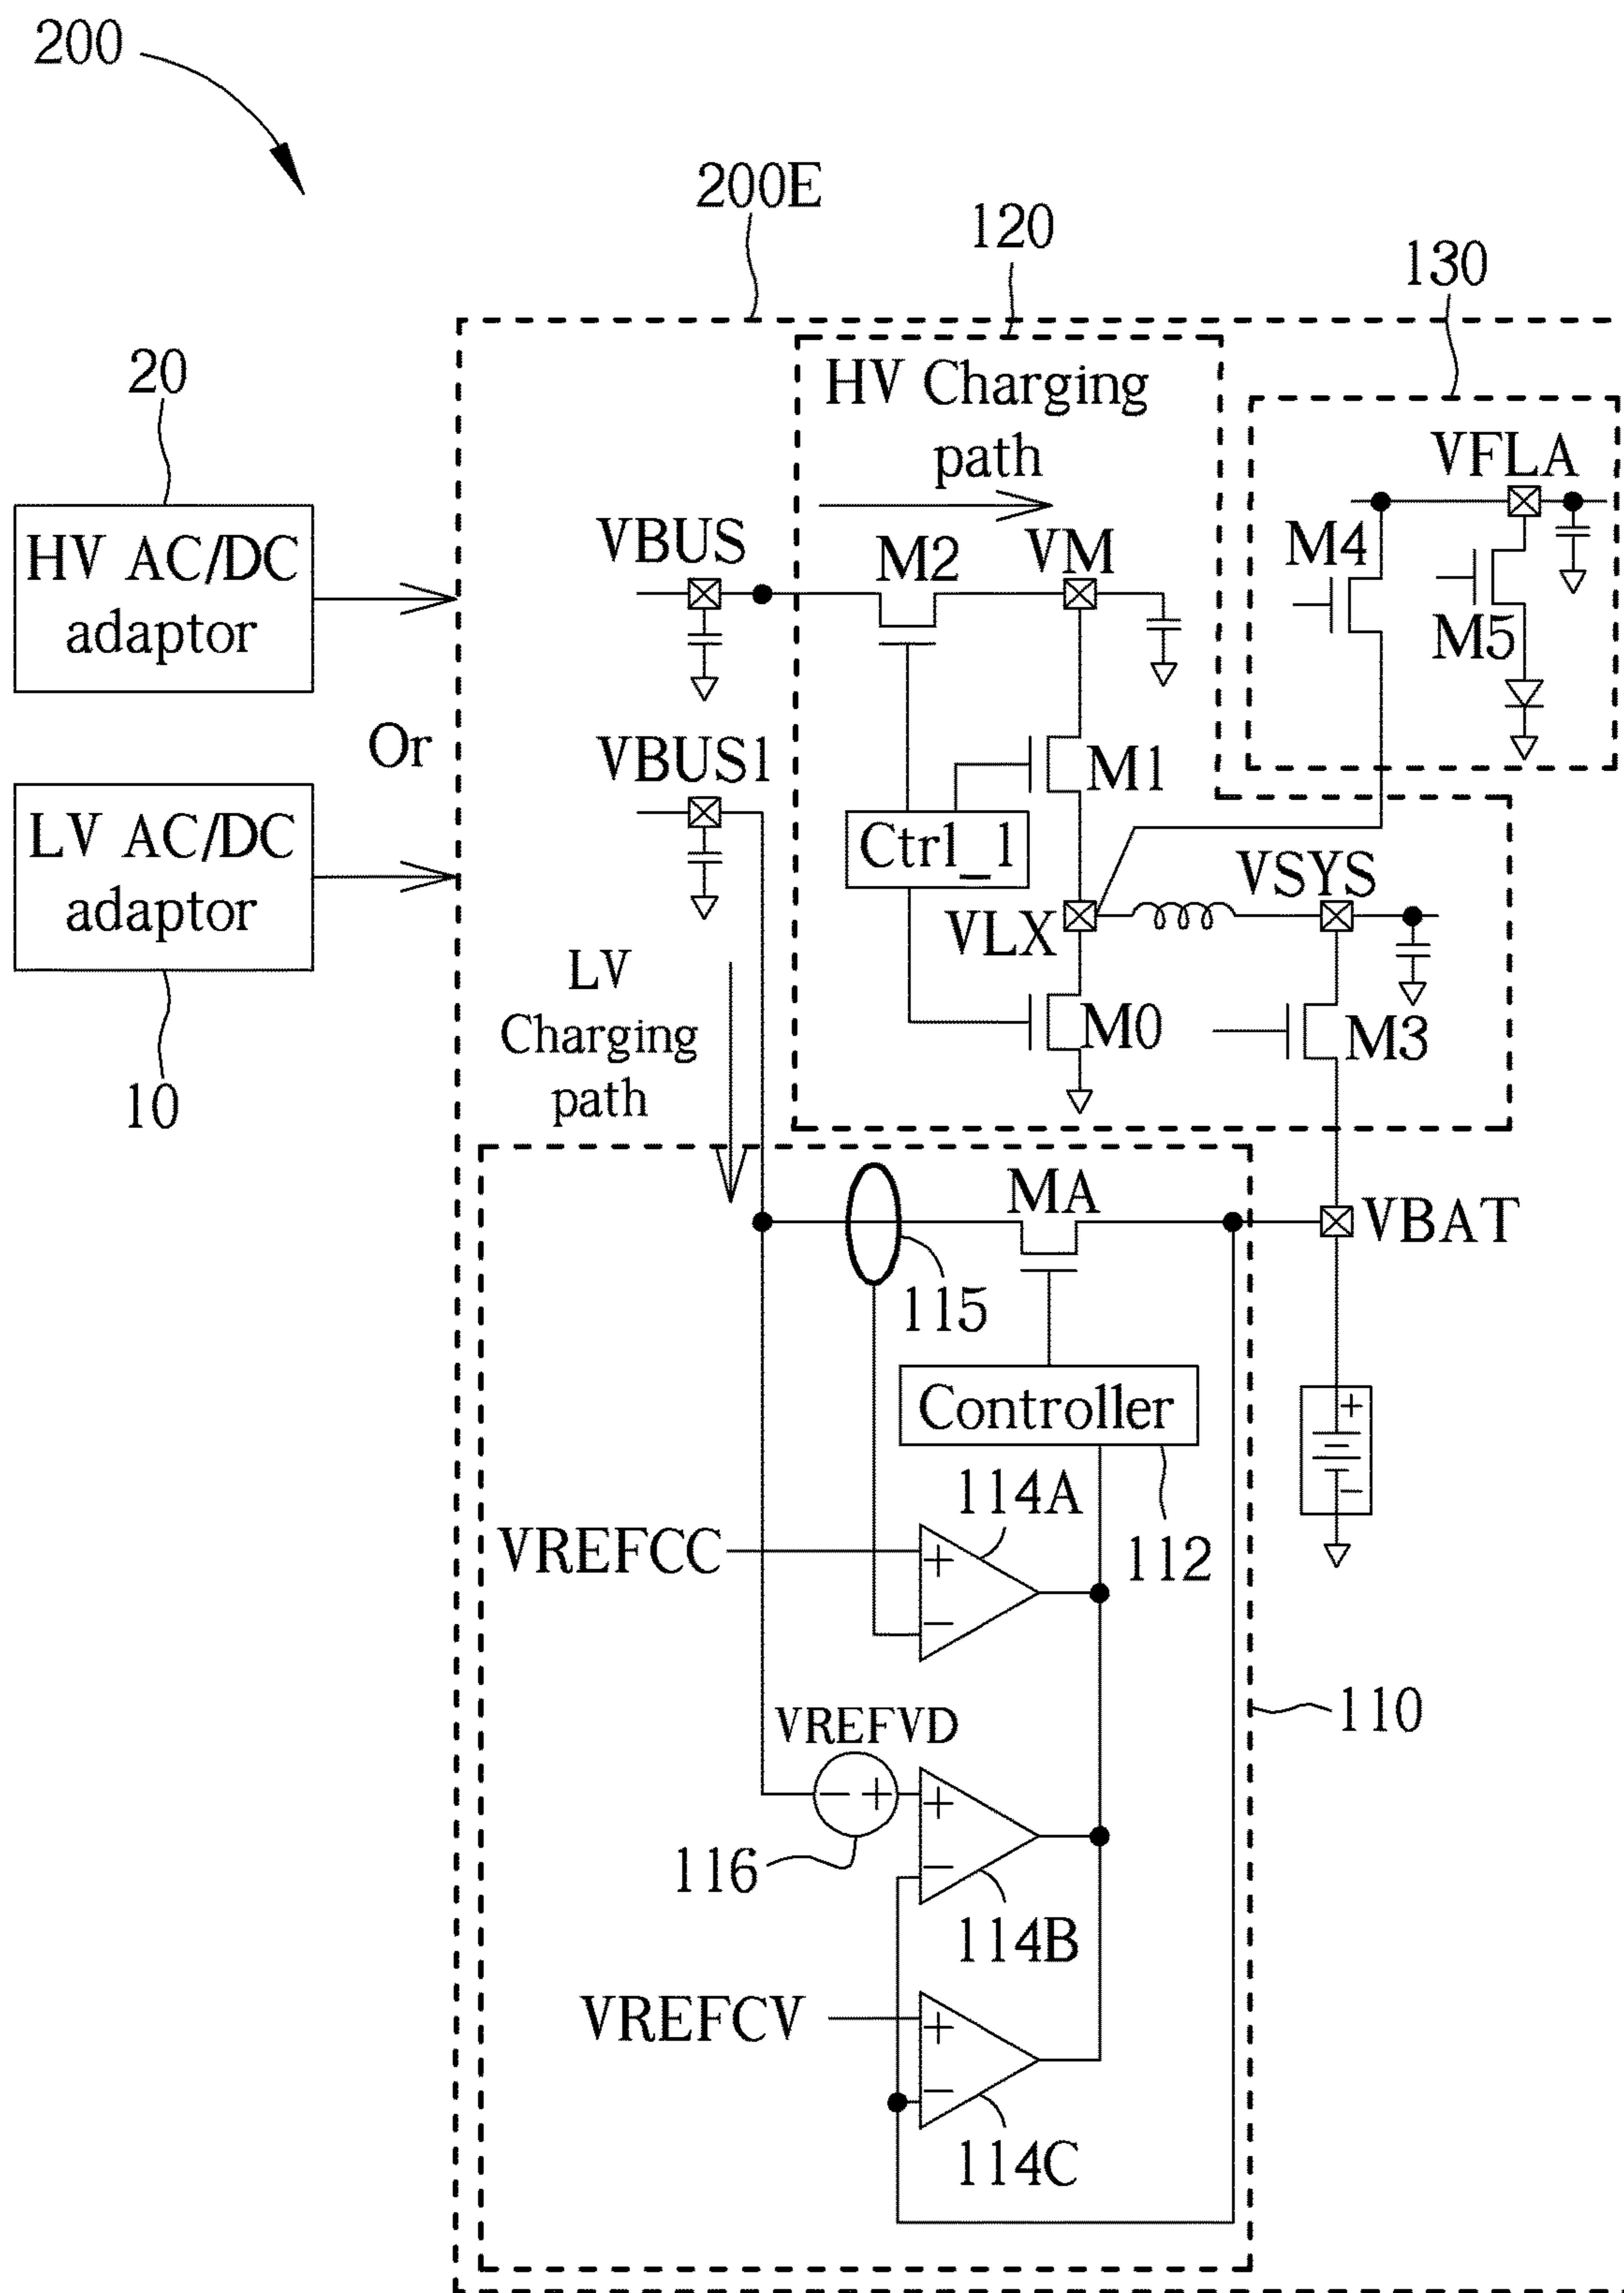 200
200E
120
130
20
HV Charging
path
VFLA
HV AC/DC
adaptor
VBUS
M2
VM
M4
M5
Or
VBUS1
M1
LV AC/DC
adaptor
Ctrl_1
VSYS
VLX
LV
Charging
path
M0
M3
10
MA
VBAT
115
Controller
+
−
114A
VREFCC
+
112
−
110
VREFVD
− +
+
116
−
114B
VREFCV
+
−
114C